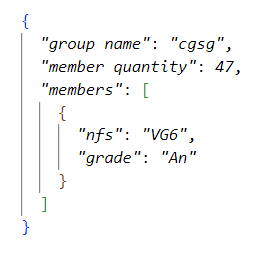 {
"group name": "cgsg",
"member quantity": 47,
"members": [
{
"nfs": "VG6",
"grade": "An"
}
]
}